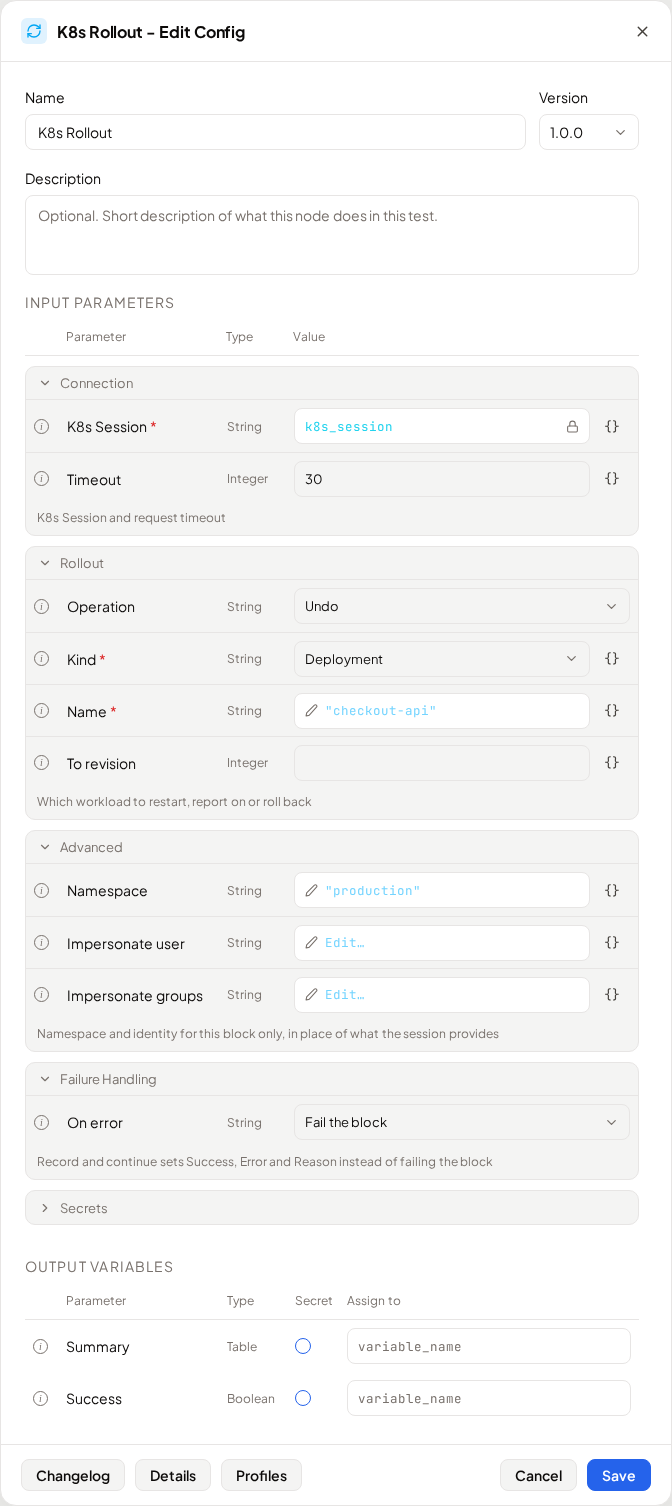 K8s Rollout – Edit Config
Name
Version
K8s Rollout
1.0.0
Description
Optional. Short description of what this node does in this test.
INPUT PARAMETERS
Parameter Type Value
Connection
K8s Session * String k8s_session {}
Timeout Integer 30 {}
K8s Session and request timeout
Rollout
Operation String Undo
Kind * String Deployment {}
Name * String "checkout-api" {}
To revision Integer {}
Which workload to restart, report on or roll back
Advanced
Namespace String "production" {}
Impersonate user String Edit… {}
Impersonate groups String Edit… {}
Namespace and identity for this block only, in place of what the session provides
Failure Handling
On error String Fail the block
Record and continue sets Success, Error and Reason instead of failing the block
Secrets
OUTPUT VARIABLES
Parameter Type Secret Assign to
Summary Table variable_name
Success Boolean variable_name
Changelog Details Profiles Cancel Save